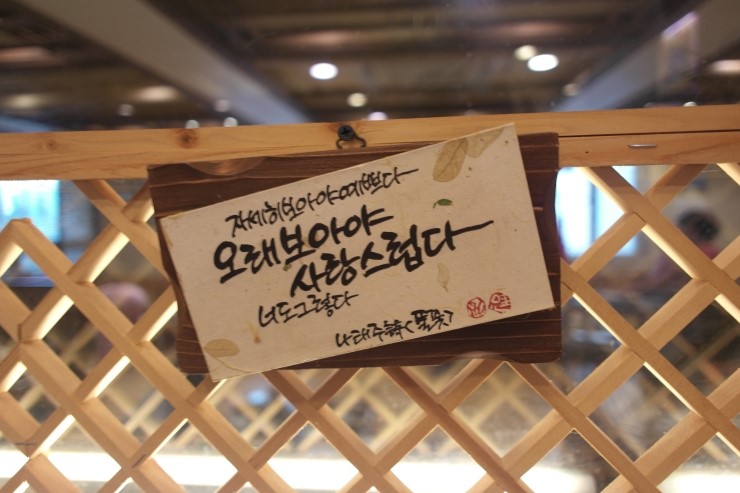 자세히보아야예쁘다
오래보아야
사랑스럽다
너도그렇다
나태주 <풀꽃>